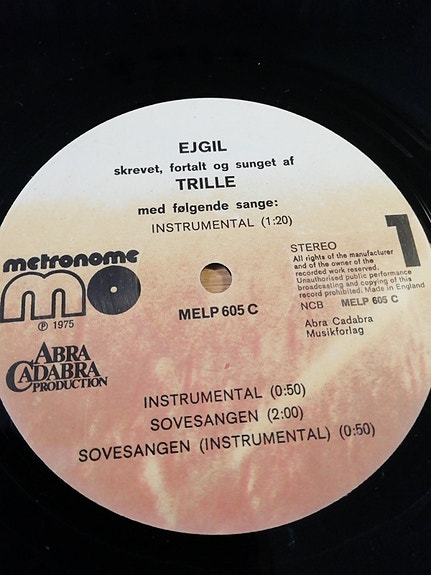 EJGIL
skrevet, fortalt og sunget af
TRILLE
med følgende sange:
INSTRUMENTAL (1:20)
metronome
mo
℗ 1975
ABRA
CADABRA
PRODUCTION
MELP 605 C
STEREO
1
All rights of the manufacturer
and of the owner of the
recorded work reserved.
Unauthorised public performance
broadcasting and copying of this
record prohibited. Made in England
NCB MELP 605 C
Abra Cadabra
Musikforlag
INSTRUMENTAL (0:50)
SOVESANGEN (2:00)
SOVESANGEN (INSTRUMENTAL) (0:50)